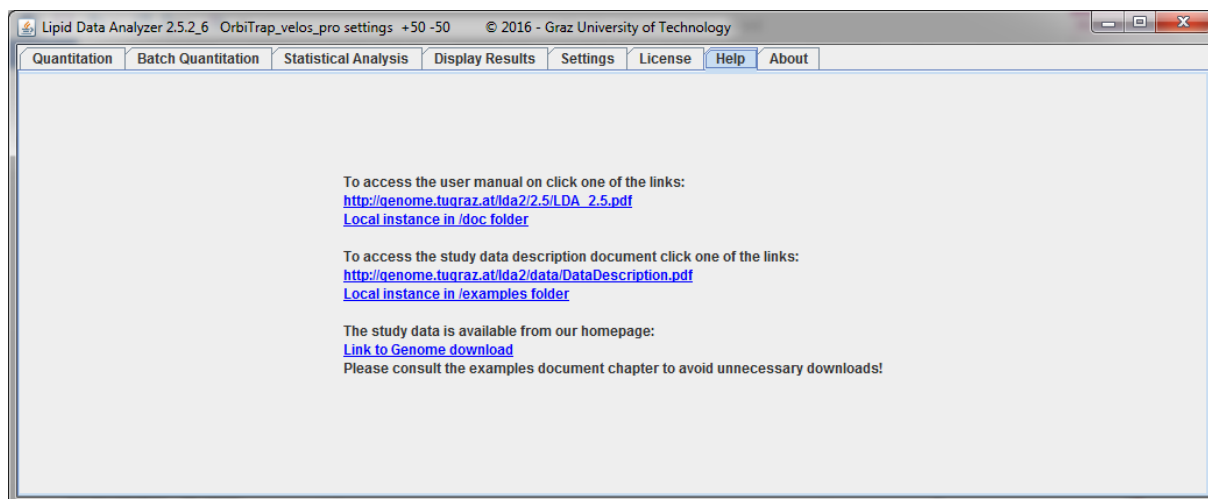 Lipid Data Analyzer 2.5.2_6 OrbiTrap_velos_pro settings +50 -50 © 2016 - Graz University of Technology
Quantitation Batch Quantitation Statistical Analysis Display Results Settings License Help About
To access the user manual on click one of the links:
http://genome.tugraz.at/lda2/2.5/LDA_2.5.pdf
Local instance in /doc folder
To access the study data description document click one of the links:
http://genome.tugraz.at/lda2/data/DataDescription.pdf
Local instance in /examples folder
The study data is available from our homepage:
Link to Genome download
Please consult the examples document chapter to avoid unnecessary downloads!